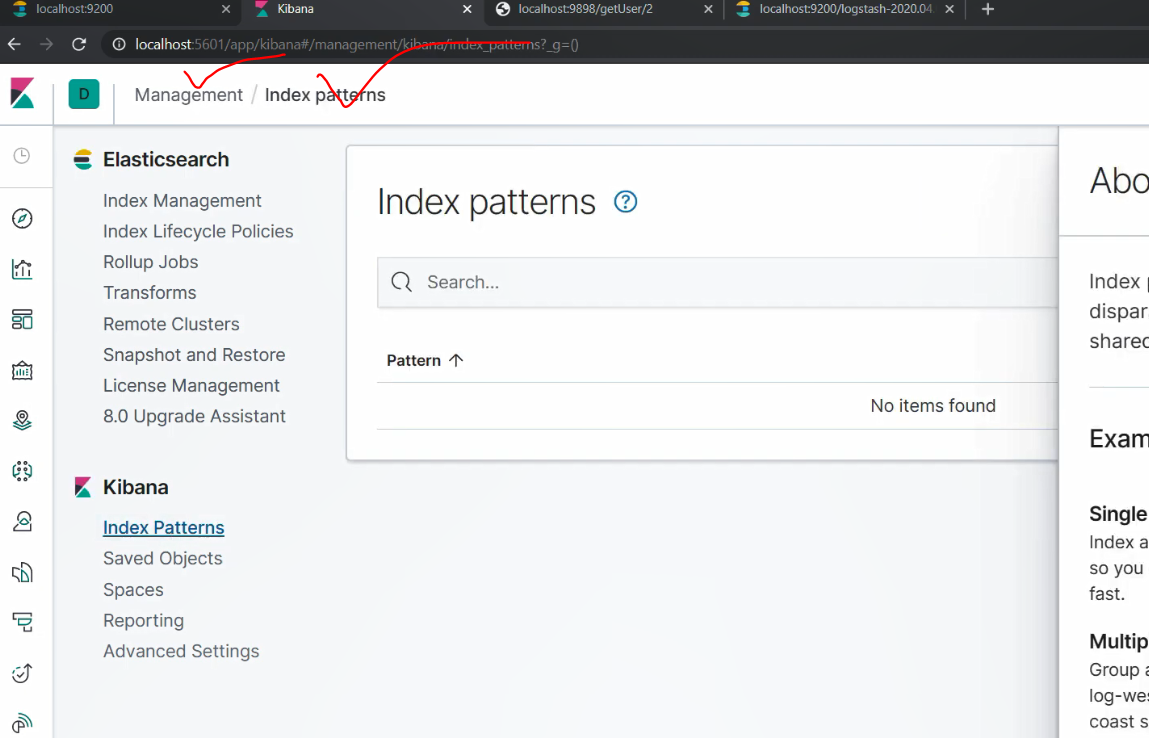 localhost:9200
Kibana
localhost:9898/getUser/2
localhost:9200/logstash-2020.04.
localhost:5601/app/kibana#/management/kibana/index_patterns?_g=()
D
Management / Index patterns
Elasticsearch
Index Management
Index Lifecycle Policies
Rollup Jobs
Transforms
Remote Clusters
Snapshot and Restore
License Management
8.0 Upgrade Assistant
Kibana
Index Patterns
Saved Objects
Spaces
Reporting
Advanced Settings
Index patterns
Search...
Pattern
No items found
Abo
Index p
dispar
shared
Exam
Single
Index a
so you
fast.
Multip
Group a
log-wes
coast s